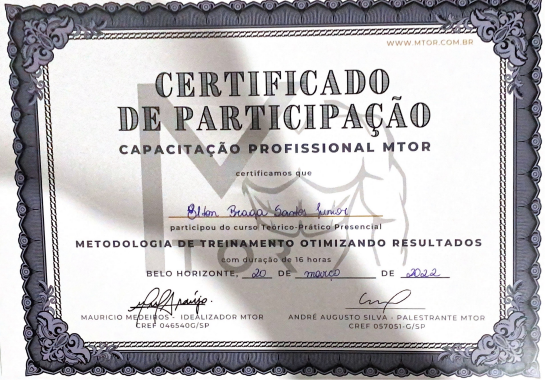 WWW.MTOR.COM.BR
CERTIFICADO
DE PARTICIPAÇÃO
CAPACITAÇÃO PROFISSIONAL MTOR
certificamos que
Elton Braga Santos Junior
participou do curso Teórico-Prático Presencial
METODOLOGIA DE TREINAMENTO OTIMIZANDO RESULTADOS
com duração de 16 horas
BELO HORIZONTE, 20 DE março DE 2022
MAURICIO MEDEIROS - IDEALIZADOR MTOR
CREF 046540G/SP
ANDRÉ AUGUSTO SILVA - PALESTRANTE MTOR
CREF 057051-G/SP